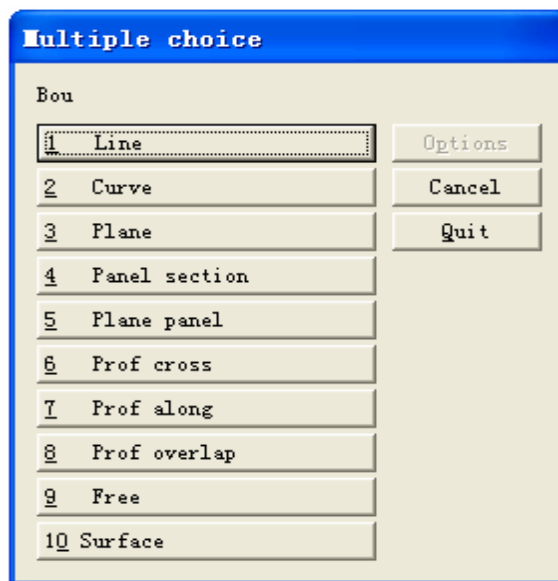 Multiple choice
Bou
1 Line
Options
2 Curve
Cancel
3 Plane
Quit
4 Panel section
5 Plane panel
6 Prof cross
7 Prof along
8 Prof overlap
9 Free
10 Surface